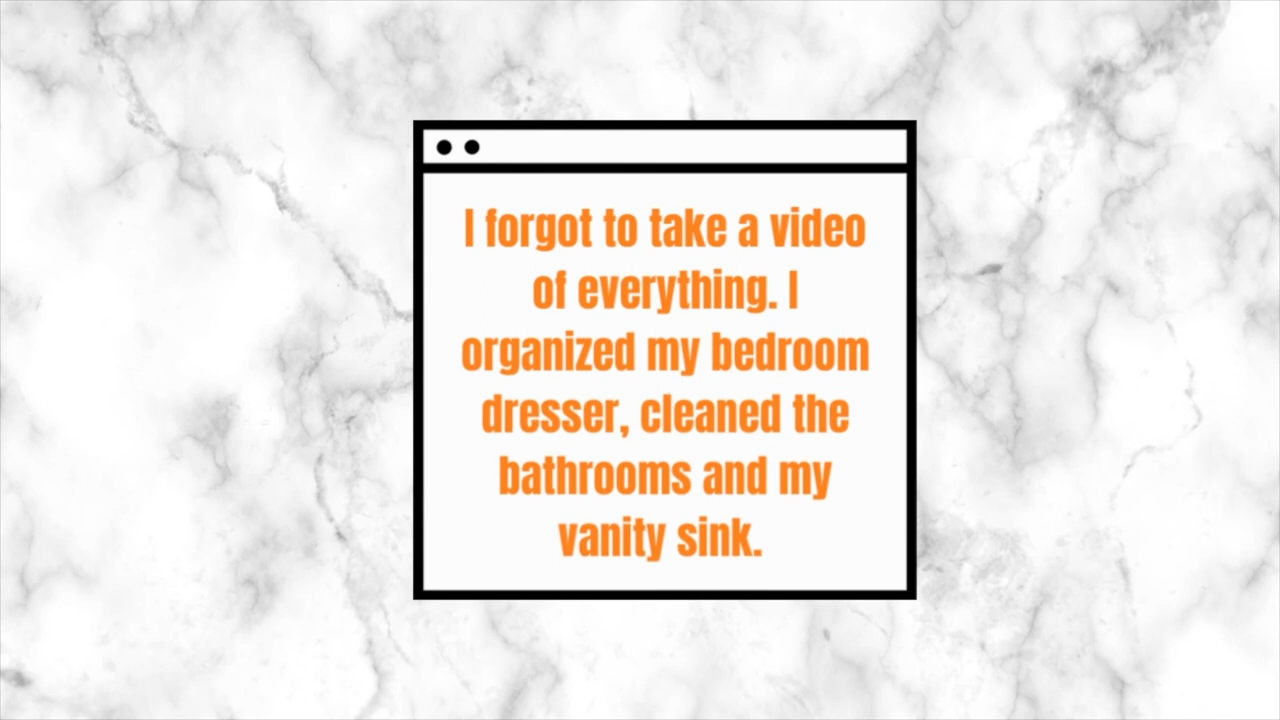 I forgot to take a video
of everything. I
organized my bedroom
dresser, cleaned the
bathrooms and my
vanity sink.